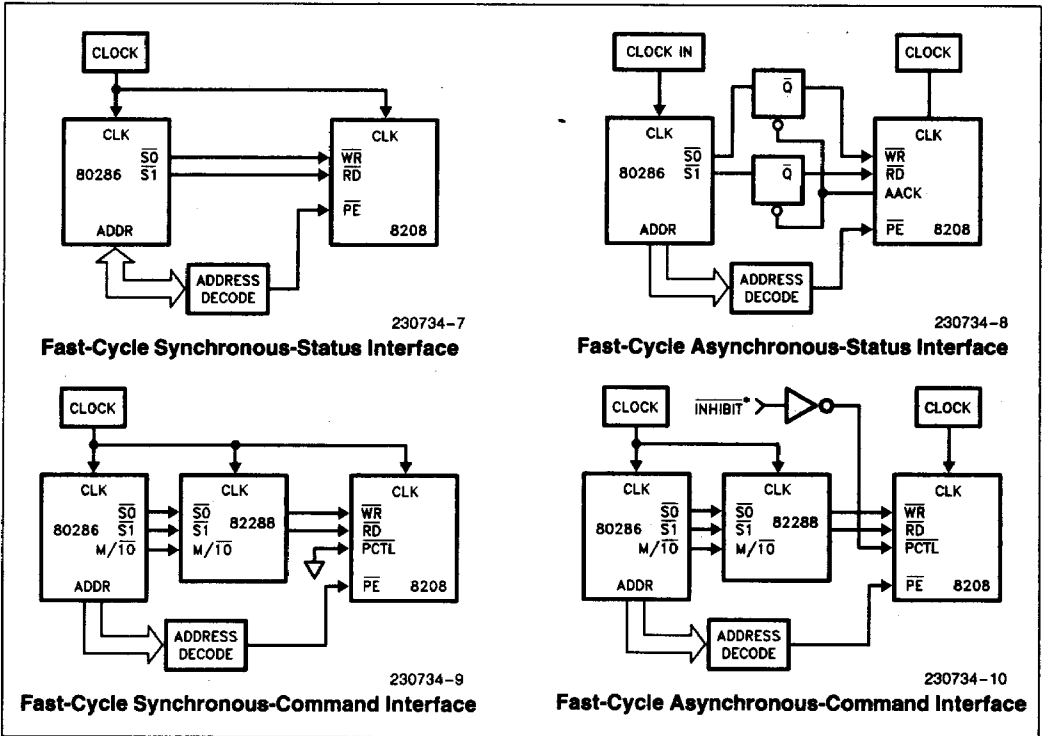 CLOCK
CLK
S0
S1
80286
ADDR
CLK
WR
RD
PE
8208
ADDRESS
DECODE
230734-7
Fast-Cycle Synchronous-Status Interface
CLOCK IN
CLK
S0
S1
80286
ADDR
Q
Q
CLOCK
CLK
WR
RD
AACK
PE
8208
ADDRESS
DECODE
230734-8
Fast-Cycle Asynchronous-Status Interface
CLOCK
CLK
S0
80286 S1
M/IO
ADDR
CLK
S0
S1 82288
M/IO
CLK
WR
RD
PCTL
PE 8208
ADDRESS
DECODE
230734-9
Fast-Cycle Synchronous-Command Interface
CLOCK
INHIBIT*
CLOCK
CLK
S0
80286 S1
M/IO
ADDR
CLK
S0
S1 82288
M/IO
CLK
WR
RD
PCTL
PE 8208
ADDRESS
DECODE
230734-10
Fast-Cycle Asynchronous-Command Interface